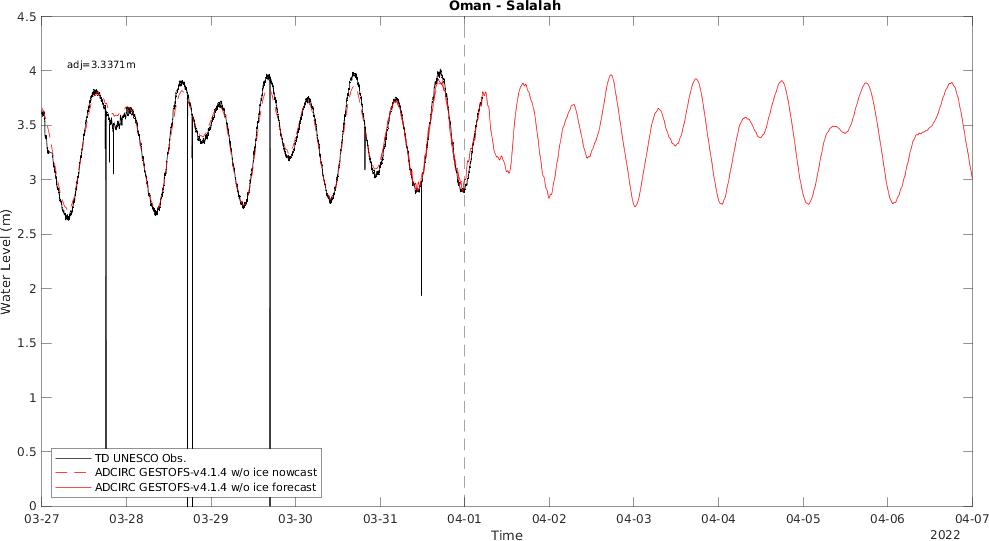 Oman - Salalah
4.5
4
3.5
3
2.5
2
1.5
1
0.5
0
Water Level (m)
adj=3.3371m
TD UNESCO Obs.
ADCIRC GESTOFS-v4.1.4 w/o ice nowcast
ADCIRC GESTOFS-v4.1.4 w/o ice forecast
03-27 03-28 03-29 03-30 03-31 04-01 04-02 04-03 04-04 04-05 04-06 04-07
Time
2022